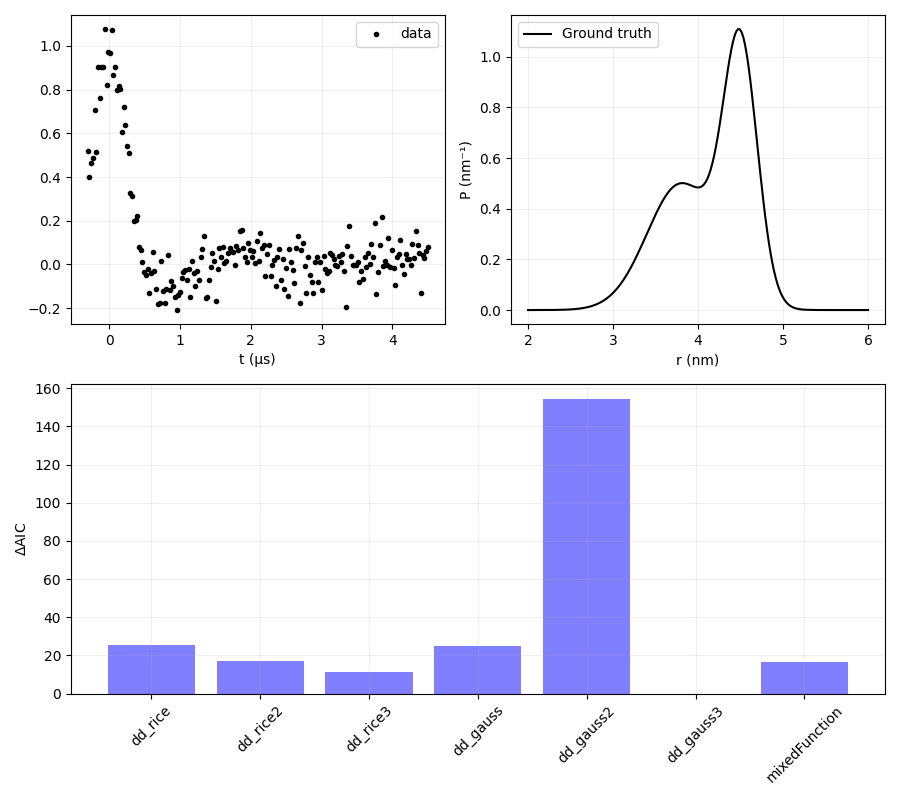 data
1.0
0.8
0.6
0.4
0.2
0.0
−0.2
0 1 2 3 4
t (μs)
Ground truth
P (nm⁻¹)
1.0
0.8
0.6
0.4
0.2
0.0
2 3 4 5 6
r (nm)
ΔAIC
160
140
120
100
80
60
40
20
0
dd_rice
dd_rice2
dd_rice3
dd_gauss
dd_gauss2
dd_gauss3
mixedFunction